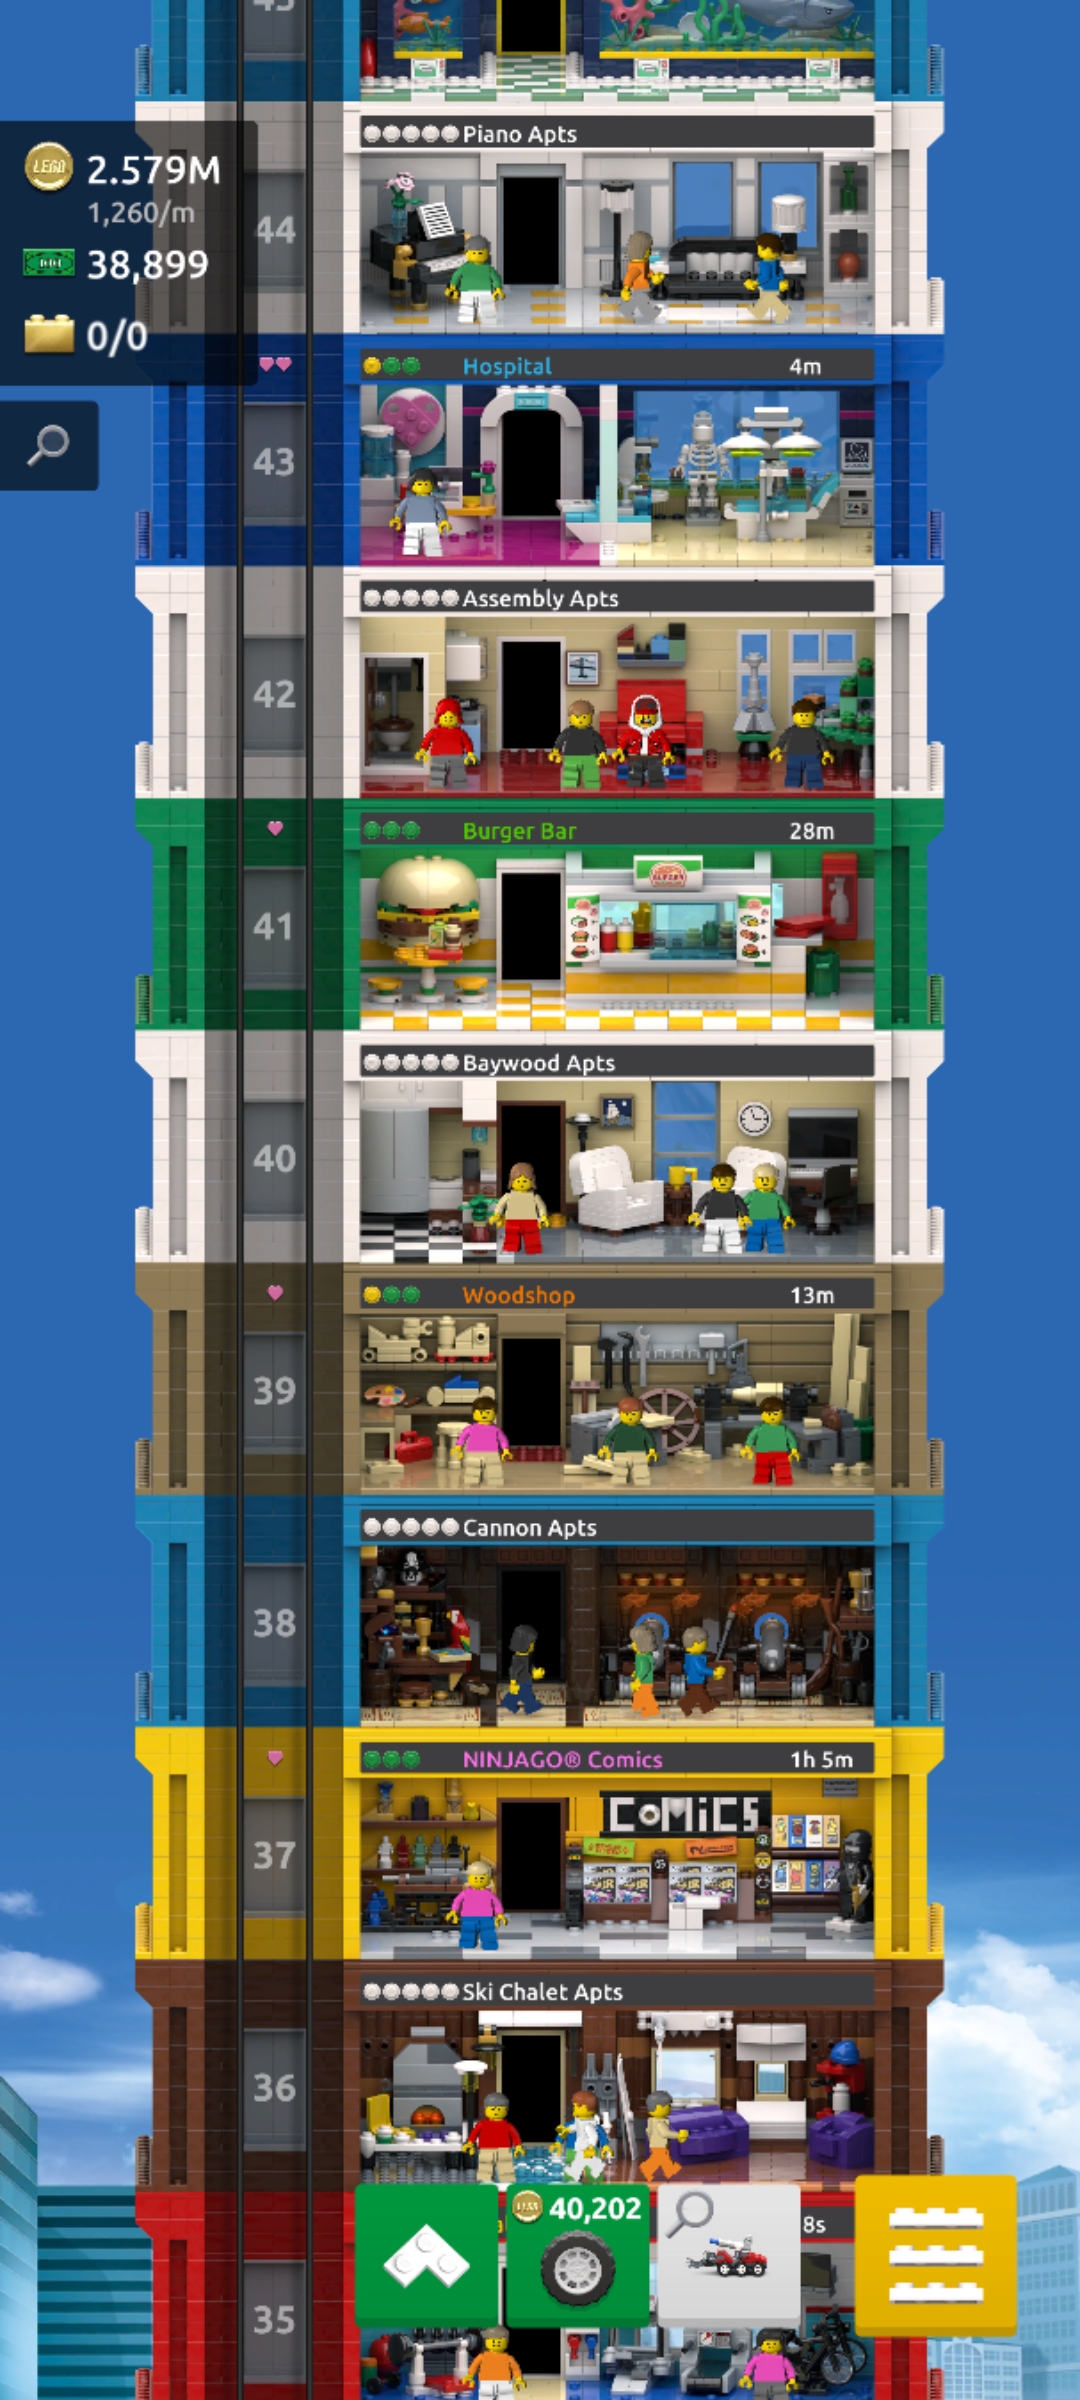 Piano Apts
LEGO 2.579M
1,260/m
44
38,899
0/0
Hospital 4m
43
Assembly Apts
42
Burger Bar 28m
41
Baywood Apts
40
Woodshop 13m
39
Cannon Apts
38
NINJAGO® Comics 1h 5m
COMiCS
37
Ski Chalet Apts
36
40,202
8s
35